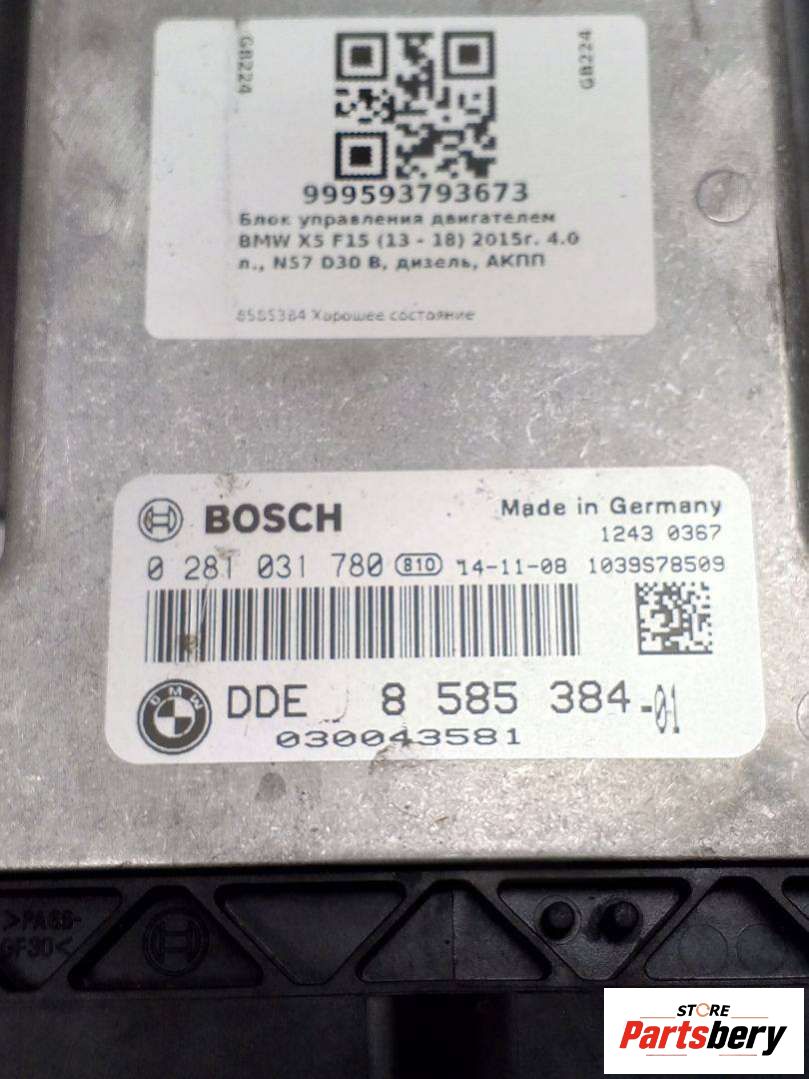 GB224
GB224
999593793673
Блок управления двигателем
BMW X5 F15 (13 - 18) 2015г. 4.0
л., N57 D30 B, дизель, АКПП
8585384 Хорошее состояние
BOSCH
Made in Germany
1243 0367
0 281 031 780 810 14-11-08 1039S78509
BMW
DDE 8 585 384-01
030043581
>PA66-
GF30<
STORE
Partsbery